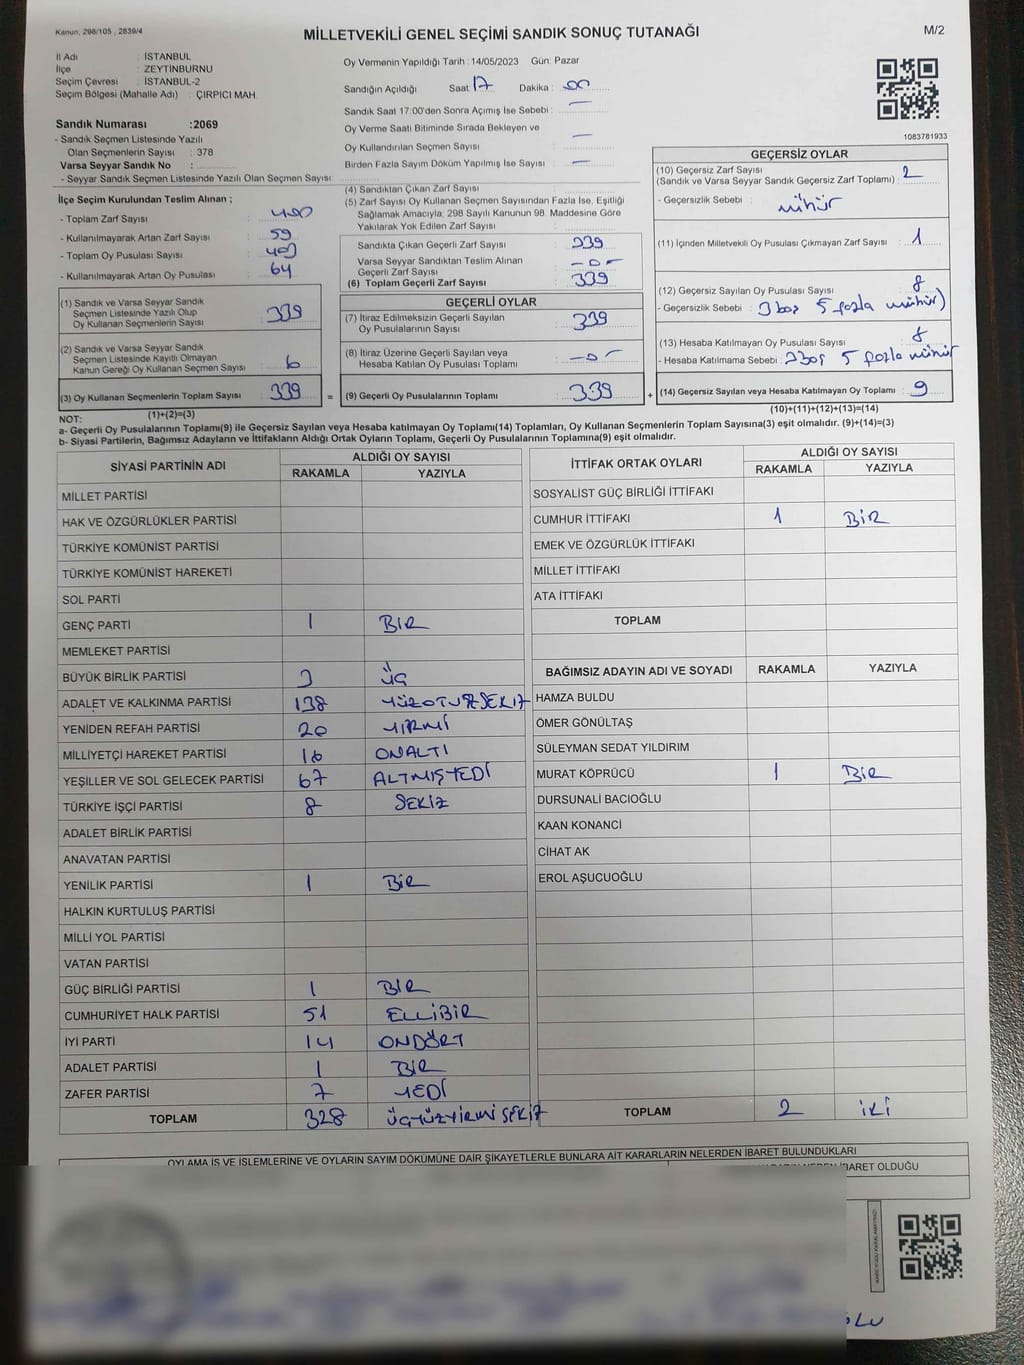 Kanun, 298/105 , 2839/4
MİLLETVEKİLİ GENEL SEÇİMİ SANDIK SONUÇ TUTANAĞI
M/2
İl Adı : İSTANBUL
İlçe : ZEYTİNBURNU
Seçim Çevresi : İSTANBUL-2
Seçim Bölgesi (Mahalle Adı) : ÇIRPICI MAH.
Sandık Numarası :2069
- Sandık Seçmen Listesinde Yazılı
Olan Seçmenlerin Sayısı : 378
Varsa Seyyar Sandık No :
- Seyyar Sandık Seçmen Listesinde Yazılı Olan Seçmen Sayısı:
Oy Vermenin Yapıldığı Tarih : 14/05/2023 Gün: Pazar
Sandığın Açıldığı Saat: 17 Dakika : 00
Sandık Saat 17:00'den Sonra Açımış İse Sebebi : —
Oy Verme Saati Bitiminde Sırada Bekleyen ve
Oy Kullandırılan Seçmen Sayısı : —
Birden Fazla Sayım Döküm Yapılmış İse Sayısı : —
1083781933
İlçe Seçim Kurulundan Teslim Alınan ;
- Toplam Zarf Sayısı : 400
- Kullanılmayarak Artan Zarf Sayısı : 59
- Toplam Oy Pusulası Sayısı : 403
- Kullanılmayarak Artan Oy Pusulası : 64
(1) Sandık ve Varsa Seyyar Sandık
Seçmen Listesinde Yazılı Olup
Oy Kullanan Seçmenlerin Sayısı : 339
(2) Sandık ve Varsa Seyyar Sandık
Seçmen Listesinde Kayıtlı Olmayan
Kanun Gereği Oy Kullanan Seçmen Sayısı : 6
(3) Oy Kullanan Seçmenlerin Toplam Sayısı : 339 =
(1)+(2)=(3)
(4) Sandıktan Çıkan Zarf Sayısı :
(5) Zarf Sayısı Oy Kullanan Seçmen Sayısından Fazla İse, Eşitliği
Sağlamak Amacıyla; 298 Sayılı Kanunun 98. Maddesine Göre
Yakılarak Yok Edilen Zarf Sayısı :
Sandıkta Çıkan Geçerli Zarf Sayısı : 339
Varsa Seyyar Sandıktan Teslim Alınan
Geçerli Zarf Sayısı : —0—
(6) Toplam Geçerli Zarf Sayısı : 339
GEÇERLİ OYLAR
(7) İtiraz Edilmeksizin Geçerli Sayılan
Oy Pusulalarının Sayısı : 339
(8) İtiraz Üzerine Geçerli Sayılan veya
Hesaba Katılan Oy Pusulası Toplamı : —0—
(9) Geçerli Oy Pusulalarının Toplamı : 339 +
GEÇERSİZ OYLAR
(10) Geçersiz Zarf Sayısı
(Sandık ve Varsa Seyyar Sandık Geçersiz Zarf Toplamı) : 2
- Geçersizlik Sebebi : mühür
(11) İçinden Milletvekili Oy Pusulası Çıkmayan Zarf Sayısı : 1
(12) Geçersiz Sayılan Oy Pusulası Sayısı : 8
- Geçersizlik Sebebi : 3 boş 5 fazla mühür)
(13) Hesaba Katılmayan Oy Pusulası Sayısı : 8
- Hesaba Katılmama Sebebi : 3boş 5 fazla mühür
(14) Geçersiz Sayılan veya Hesaba Katılmayan Oy Toplamı : 9
(10)+(11)+(12)+(13)=(14)
NOT:
a- Geçerli Oy Pusulalarının Toplamı(9) ile Geçersiz Sayılan veya Hesaba katılmayan Oy Toplamı(14) Toplamları, Oy Kullanan Seçmenlerin Toplam Sayısına(3) eşit olmalıdır. (9)+(14)=(3)
b- Siyasi Partilerin, Bağımsız Adayların ve İttifakların Aldığı Ortak Oyların Toplamı, Geçerli Oy Pusulalarının Toplamına(9) eşit olmalıdır.
SİYASİ PARTİNİN ADI ALDIĞI OY SAYISI
RAKAMLA YAZIYLA
MİLLET PARTİSİ
HAK VE ÖZGÜRLÜKLER PARTİSİ
TÜRKİYE KOMÜNİST PARTİSİ
TÜRKİYE KOMÜNİST HAREKETİ
SOL PARTİ
GENÇ PARTİ 1 BİR
MEMLEKET PARTİSİ
BÜYÜK BİRLİK PARTİSİ 3 ÜÇ
ADALET VE KALKINMA PARTİSİ 138 YÜZOTUZSEKİZ
YENİDEN REFAH PARTİSİ 20 YİRMİ
MİLLİYETÇİ HAREKET PARTİSİ 16 ONALTI
YEŞİLLER VE SOL GELECEK PARTİSİ 67 ALTMIŞYEDİ
TÜRKİYE İŞÇİ PARTİSİ 8 SEKİZ
ADALET BİRLİK PARTİSİ
ANAVATAN PARTİSİ
YENİLİK PARTİSİ 1 BİR
HALKIN KURTULUŞ PARTİSİ
MİLLİ YOL PARTİSİ
VATAN PARTİSİ
GÜÇ BİRLİĞİ PARTİSİ 1 BİR
CUMHURİYET HALK PARTİSİ 51 ELLİBİR
İYİ PARTİ 14 ONDÖRT
ADALET PARTİSİ 1 BİR
ZAFER PARTİSİ 7 YEDİ
TOPLAM 328 ÜÇYÜZYİRMİSEKİZ
İTTİFAK ORTAK OYLARI ALDIĞI OY SAYISI
RAKAMLA YAZIYLA
SOSYALİST GÜÇ BİRLİĞİ İTTİFAKI
CUMHUR İTTİFAKI 1 BİR
EMEK VE ÖZGÜRLÜK İTTİFAKI
MİLLET İTTİFAKI
ATA İTTİFAKI
TOPLAM
BAĞIMSIZ ADAYIN ADI VE SOYADI RAKAMLA YAZIYLA
HAMZA BULDU
ÖMER GÖNÜLTAŞ
SÜLEYMAN SEDAT YILDIRIM
MURAT KÖPRÜCÜ 1 BİR
DURSUNALİ BACIOĞLU
KAAN KONANCİ
CİHAT AK
EROL AŞUCUOĞLU
TOPLAM 2 İKİ
OYLAMA İŞ VE İŞLEMLERİNE VE OYLARIN SAYIM DÖKÜMÜNE DAİR ŞİKAYETLERLE BUNLARA AİT KARARLARIN NELERDEN İBARET BULUNDUKLARI
İBARET OLDUĞU